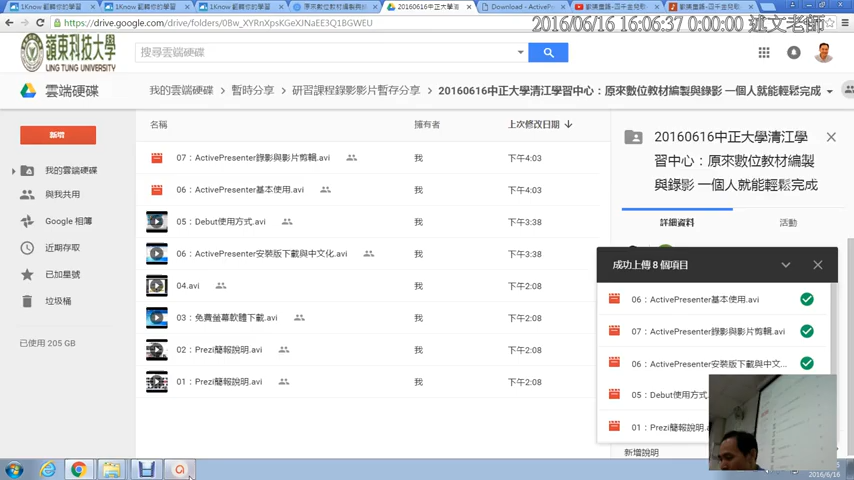 1Know 翻轉你的學習
1Know 翻轉你的學習
1Know 翻轉你的學習
原來數位教材編製與
20160616中正大學清
Download - ActiveP
2016/06/16 16:06:37 0:00:00 述文老師
https://drive.google.com/drive/folders/0Bw_XYRnXpsKGeXJNaEE3Q1BGWEU
嶺東科技大學
LING TUNG UNIVERSITY
搜尋雲端硬碟
雲端硬碟
我的雲端硬碟
暫時分享
研習課程錄影影片暫存分享
20160616中正大學清江學習中心：原來數位教材編製與錄影 一個人就能輕鬆完成
新增
我的雲端硬碟
與我共用
Google 相簿
近期存取
已加星號
垃圾桶
已使用 205 GB
名稱
擁有者
上次修改日期
07：ActivePresenter錄影與影片剪輯.avi
我
下午4:03
06：ActivePresenter基本使用.avi
我
下午4:03
05：Debut使用方式.avi
我
下午3:38
06：ActivePresenter安裝版下載與中文化.avi
我
下午3:38
04.avi
我
下午2:08
03：免費螢幕軟體下載.avi
我
下午2:08
02：Prezi簡報說明.avi
我
下午2:08
01：Prezi簡報說明.avi
我
下午2:08
20160616中正大學清江學
習中心：原來數位教材編製
與錄影 一個人就能輕鬆完成
詳細資料
活動
成功上傳 8 個項目
06：ActivePresenter基本使用.avi
07：ActivePresenter錄影與影片剪輯.avi
06：ActivePresenter安裝版下載與中文...
05：Debut使用方式.
01：Prezi簡報說明.a
新增說明
2016/6/16